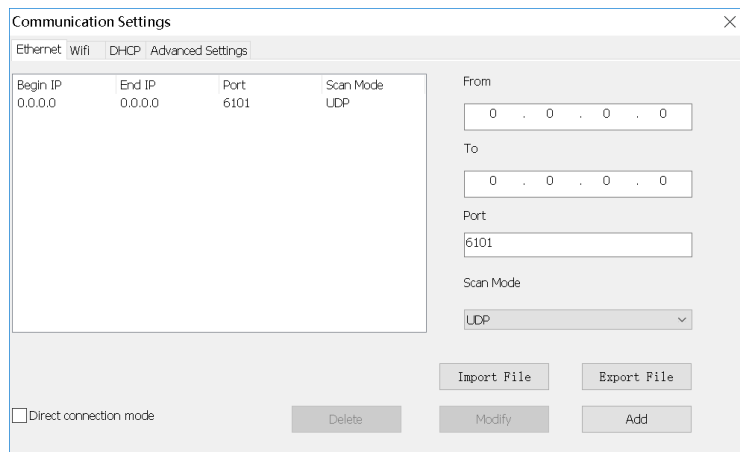 Communication Settings
Ethernet Wifi DHCP Advanced Settings
Begin IP End IP Port Scan Mode
0.0.0.0 0.0.0.0 6101 UDP
From
0 . 0 . 0 . 0
To
0 . 0 . 0 . 0
Port
6101
Scan Mode
UDP
Import File Export File
Direct connection mode Delete Modify Add